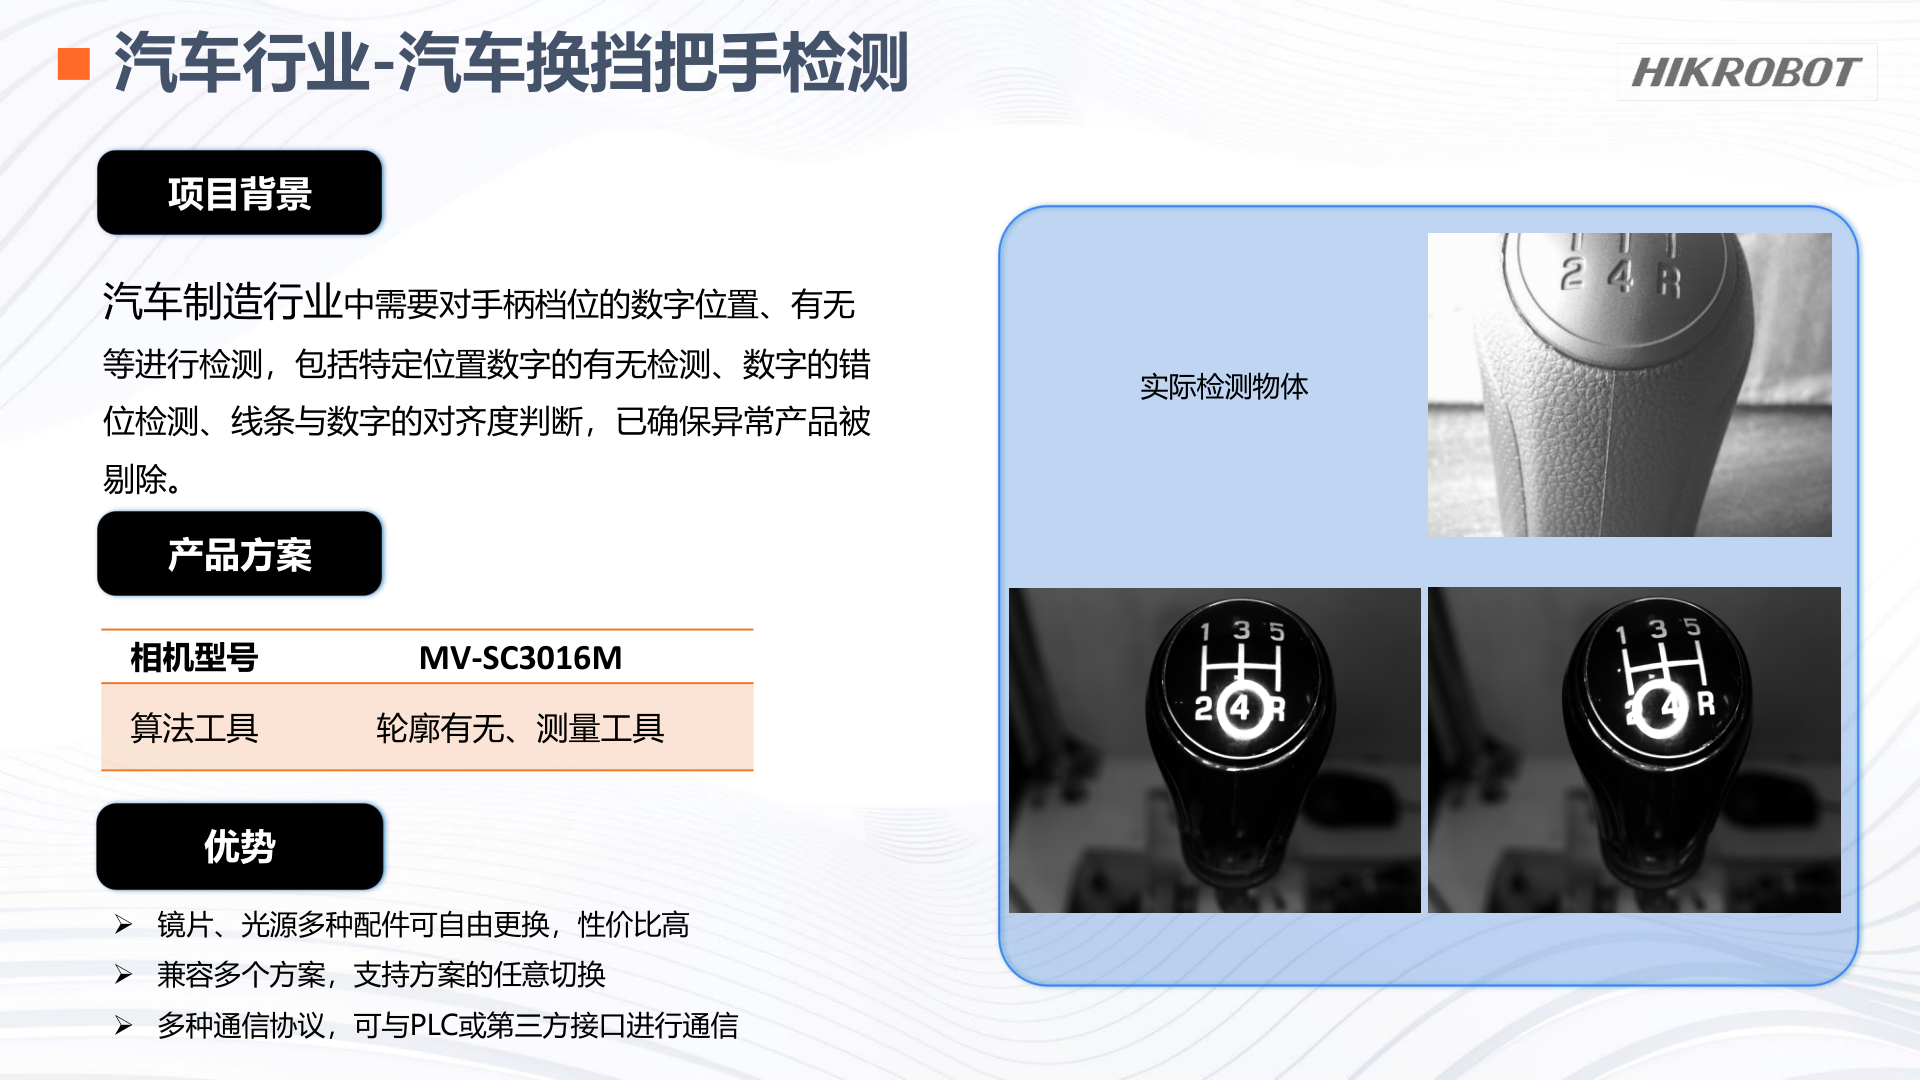 汽车行业-汽车换挡把手检测
HIKROBOT
项目背景
汽车制造行业中需要对手柄档位的数字位置、有无
等进行检测，包括特定位置数字的有无检测、数字的错
位检测、线条与数字的对齐度判断，已确保异常产品被
剔除。
产品方案
相机型号 MV-SC3016M
算法工具 轮廓有无、测量工具
优势
➢ 镜片、光源多种配件可自由更换，性价比高
➢ 兼容多个方案，支持方案的任意切换
➢ 多种通信协议，可与PLC或第三方接口进行通信
实际检测物体
2 4 R
1 3 5
2 4 R
1 3 5
2 4 R